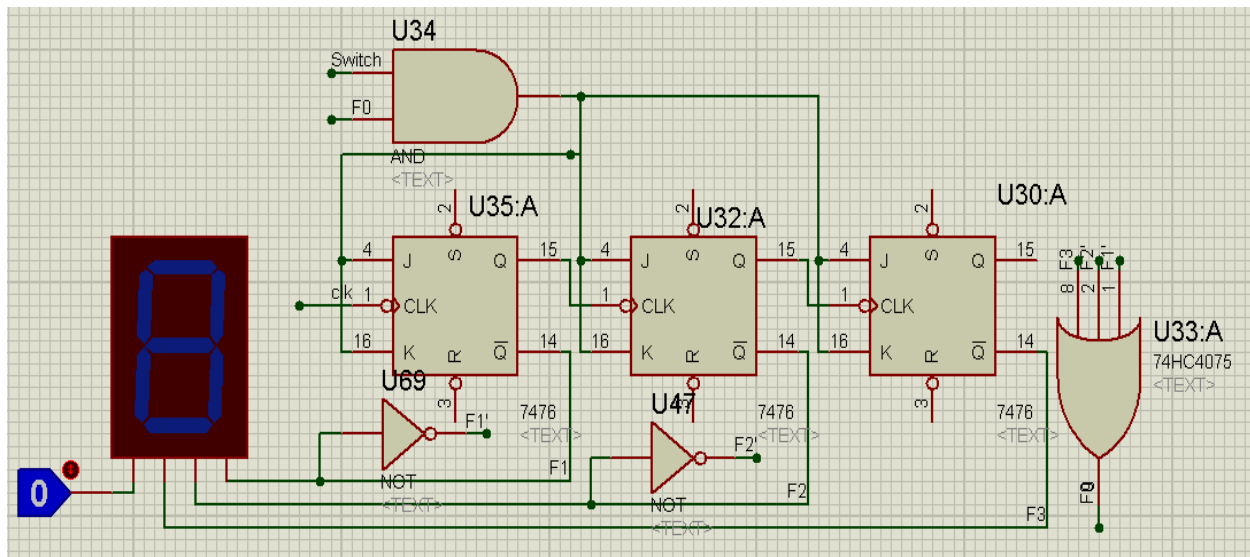 U34
Switch
F0
AND
<TEXT>
U35:A
U32:A
U30:A
2
2
4
J
S
Q
15
4
J
S
Q
15
4
J
S
Q
15
clk
1
CLK
1
CLK
1
CLK
16
K
R
Q
14
16
K
R
Q
14
16
K
R
Q
14
3
7476
<TEXT>
7476
<TEXT>
7476
<TEXT>
F3
F2'
F1'
8
2
1
U33:A
74HC4075
<TEXT>
F0
U69
F1'
NOT
<TEXT>
F1
U47
F2'
NOT
<TEXT>
F2
F3
0